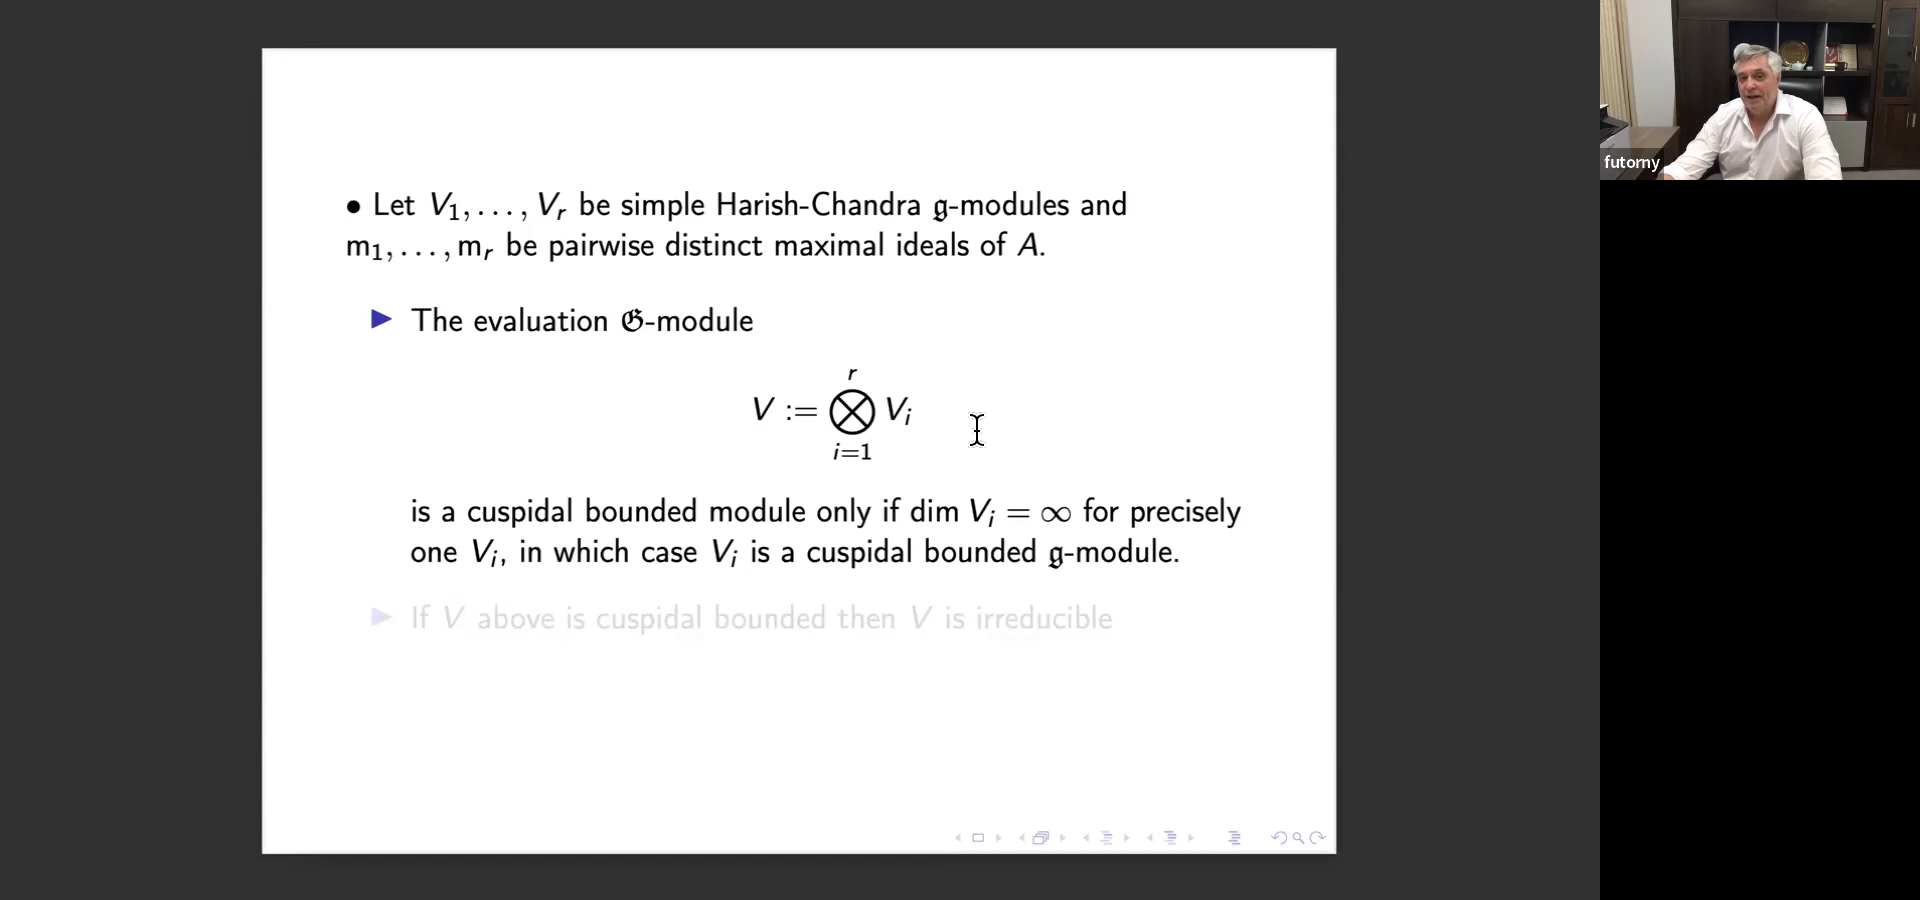 • Let V₁, . . . , Vᵣ be simple Harish-Chandra 𝔤-modules and
m₁, . . . , mᵣ be pairwise distinct maximal ideals of A.
▶ The evaluation 𝔊-module
r
V := ⨂ Vᵢ
i=1
is a cuspidal bounded module only if dim Vᵢ = ∞ for precisely
one Vᵢ, in which case Vᵢ is a cuspidal bounded 𝔤-module.
▶ If V above is cuspidal bounded then V is irreducible
futorny